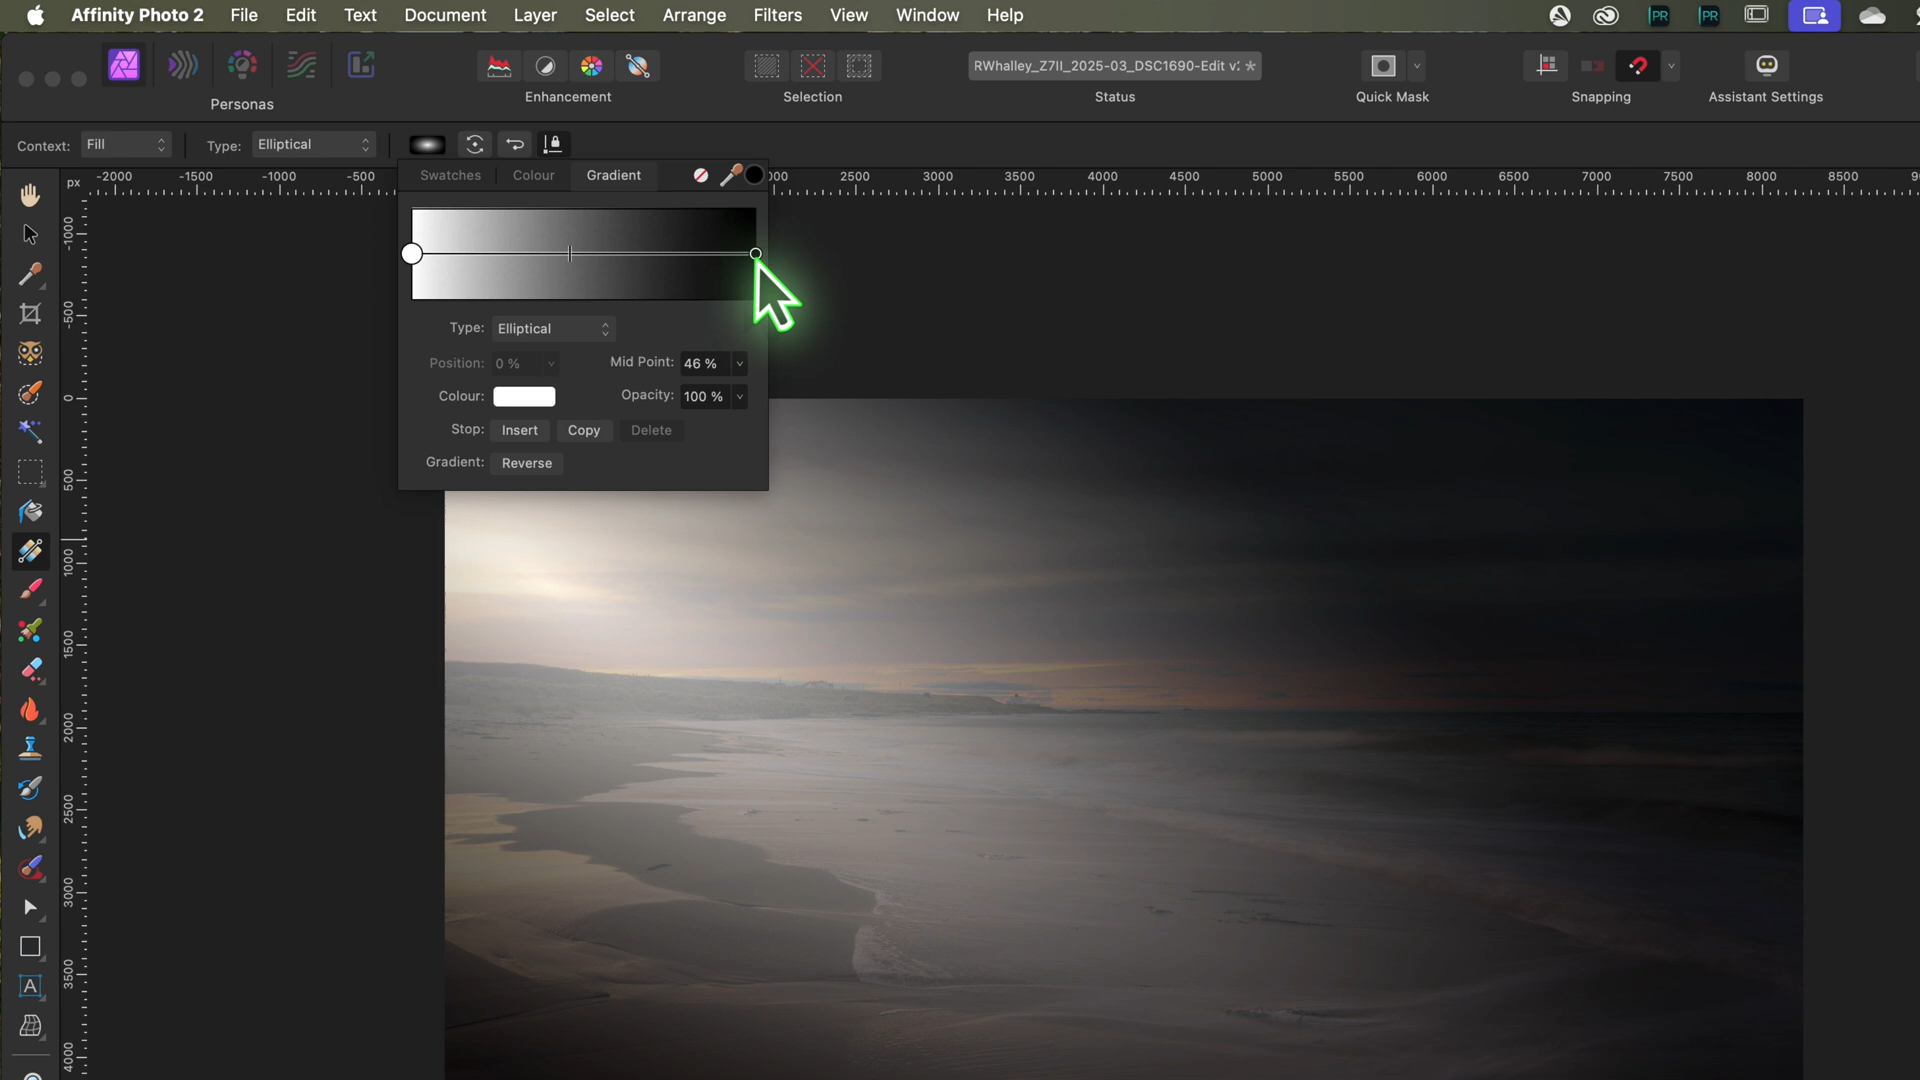 Affinity Photo 2 File Edit Text Document Layer Select Arrange Filters View Window Help
PR PR
RWhalley_Z7II_2025-03_DSC1690-Edit v2 *
Personas Enhancement Selection Status Quick Mask Snapping Assistant Settings
Context: Fill Type: Elliptical
Swatches Colour Gradient
px -2000 -1500 -1000 -500 2500 3000 3500 4000 4500 5000 5500 6000 6500 7000 7500 8000 8500
-1000
-500
0
500
1000
1500
2000
2500
3000
3500
4000
Type: Elliptical
Position: 0 % Mid Point: 46 %
Colour: Opacity: 100 %
Stop: Insert Copy Delete
Gradient: Reverse
A